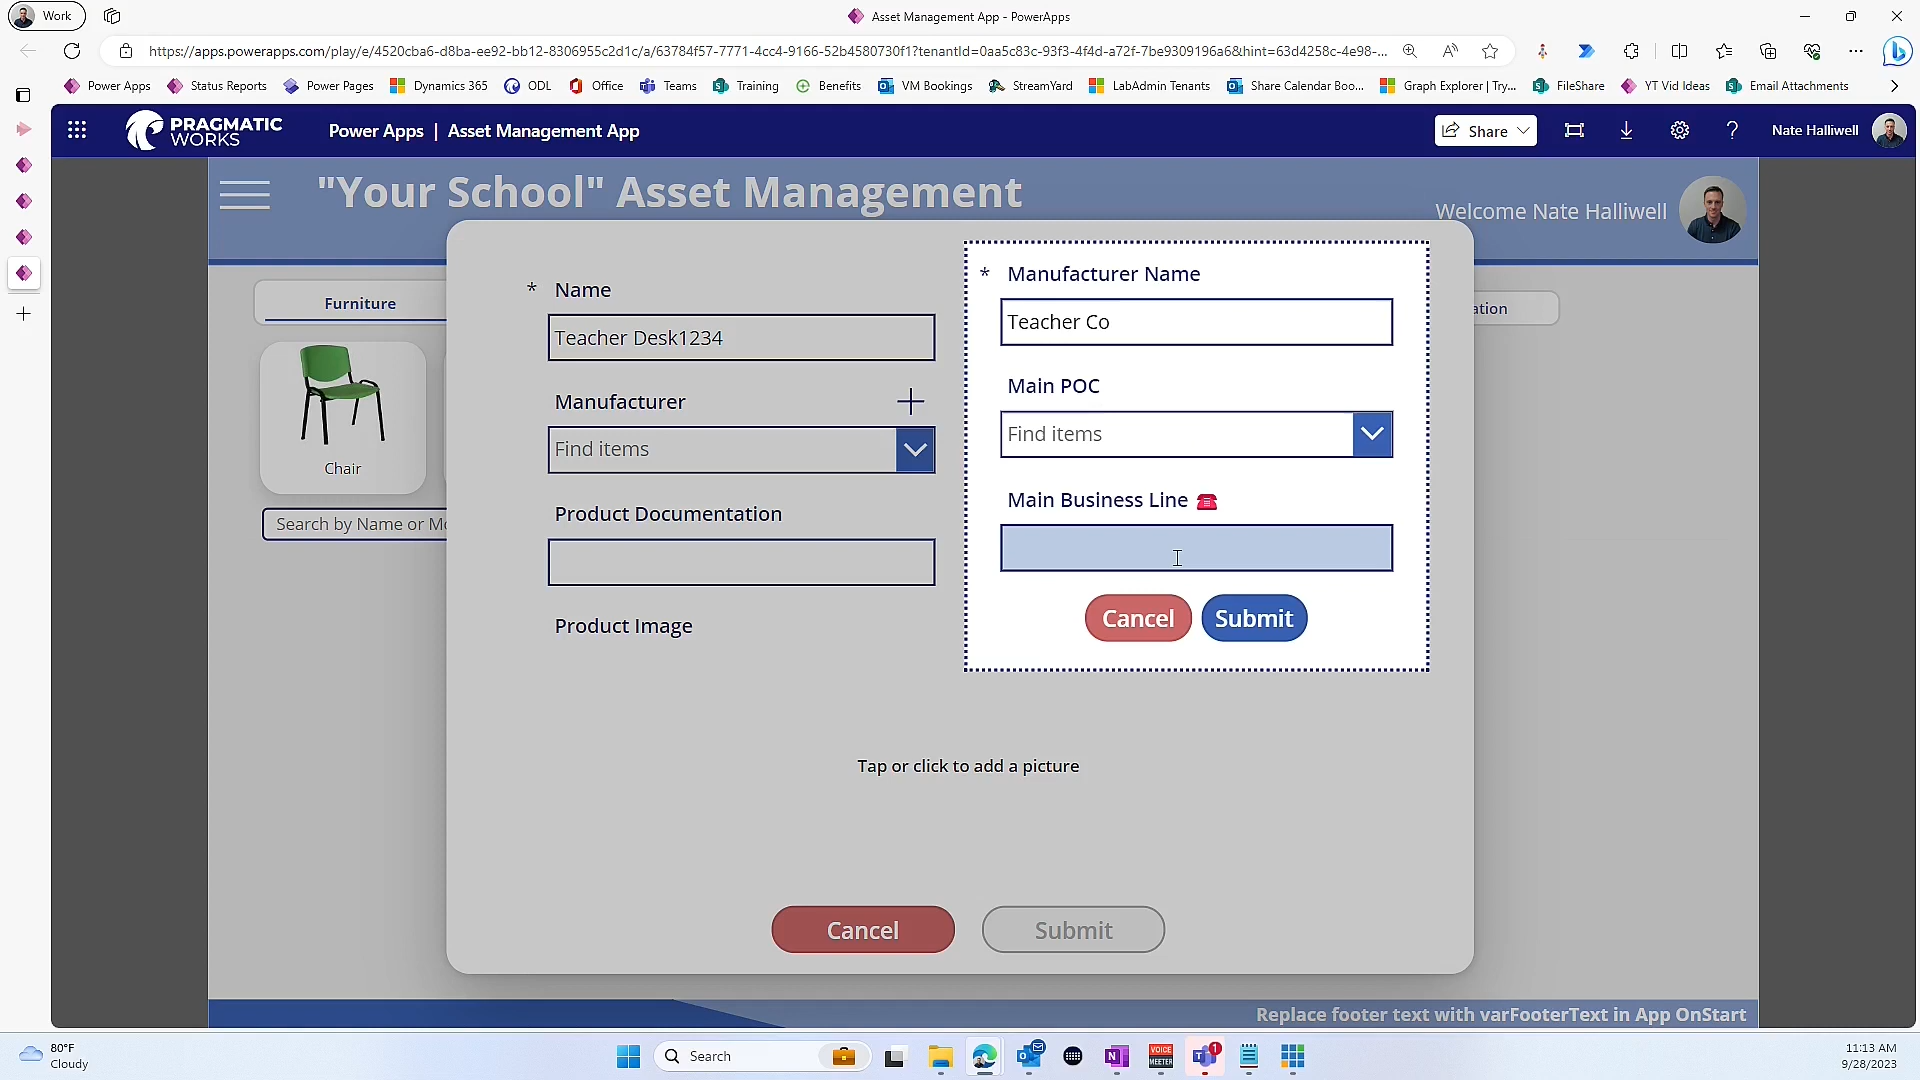 Work
Asset Management App - PowerApps
https://apps.powerapps.com/play/e/4520cba6-d8ba-ee92-bb12-8306955c2d1c/a/63784f57-7771-4cc4-9166-52b4580730f1?tenantId=0aa5c83c-93f3-4f4d-a72f-7be9309196a6&hint=63d4258c-4e98-...
Power Apps
Status Reports
Power Pages
Dynamics 365
ODL
Office
Teams
Training
Benefits
VM Bookings
StreamYard
LabAdmin Tenants
Share Calendar Boo...
Graph Explorer | Try...
FileShare
YT Vid Ideas
Email Attachments
PRAGMATIC
WORKS
Power Apps | Asset Management App
Share
?
Nate Halliwell
"Your School" Asset Management
Welcome Nate Halliwell
Furniture
ation
Chair
Search by Name or Mo
* Name
Teacher Desk1234
Manufacturer
Find items
Product Documentation
Product Image
Tap or click to add a picture
* Manufacturer Name
Teacher Co
Main POC
Find items
Main Business Line ☎
Cancel Submit
Cancel
Submit
Replace footer text with varFooterText in App OnStart
80°F
Cloudy
Search
VOICE
MEETER
1
11:13 AM
9/28/2023